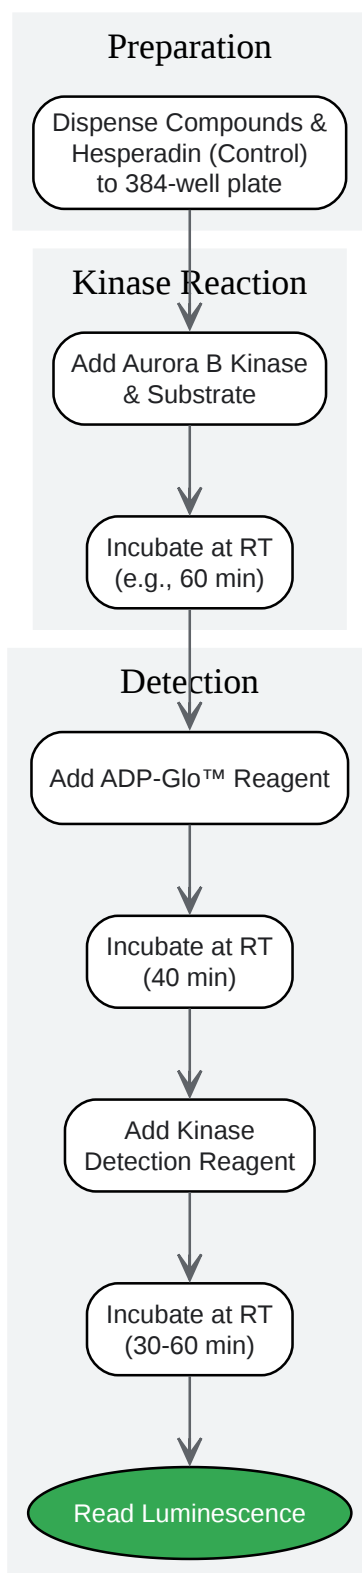 Preparation
Dispense Compounds &
Hesperadin (Control)
to 384-well plate
Kinase Reaction
Add Aurora B Kinase
& Substrate
Incubate at RT
(e.g., 60 min)
Detection
Add ADP-Glo™ Reagent
Incubate at RT
(40 min)
Add Kinase
Detection Reagent
Incubate at RT
(30-60 min)
Read Luminescence